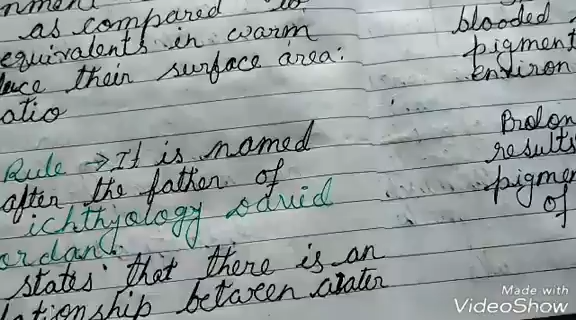 as compared to
equivalents in warm
their surface area:
atio
Rule → It is named
after the father of
ichthyology david
ordan.
states that there is an
lationship between water
blooded
pigment
environ
Prolon
results
pigmen
of
Made with
VideoShow